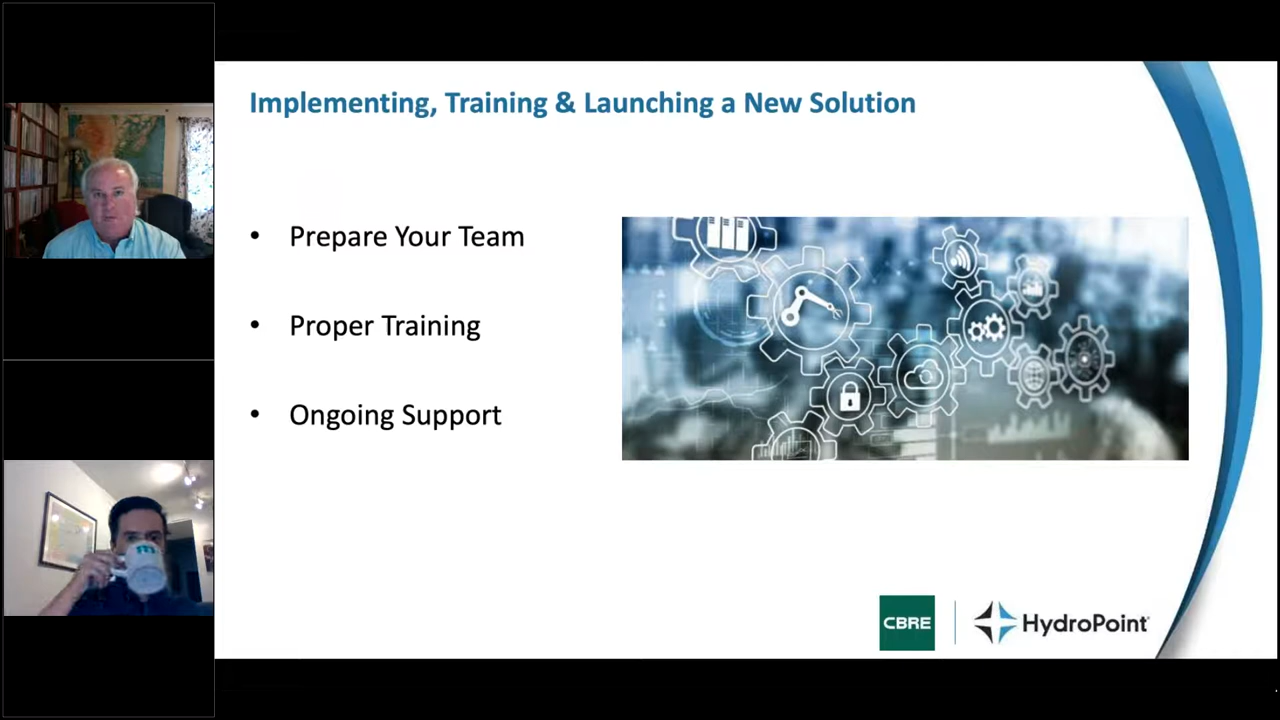 Implementing, Training & Launching a New Solution
• Prepare Your Team
• Proper Training
• Ongoing Support
CBRE
HydroPoint